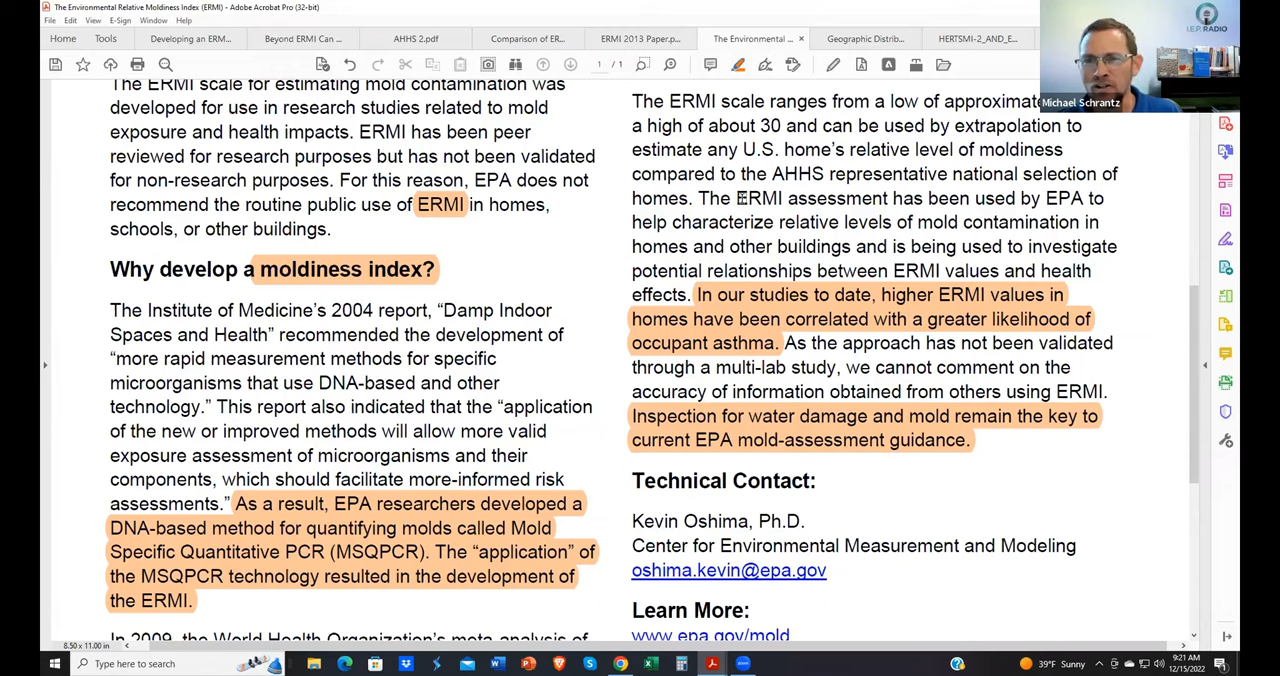 The Environmental Relative Moldiness Index (ERMI) - Adobe Acrobat Pro (32-bit)
File Edit View E-Sign Window Help
Home Tools Developing an ERM... Beyond ERMI Can ... AHHS 2.pdf Comparison of ER... ERMI 2013 Paper.p... The Environmental ... × Geographic Distrib... HERTSMI-2_AND_E...
1 / 1
I.E.P. RADIO
Michael Schrantz
The ERMI scale for estimating mold contamination was
developed for use in research studies related to mold
exposure and health impacts. ERMI has been peer
reviewed for research purposes but has not been validated
for non-research purposes. For this reason, EPA does not
recommend the routine public use of ERMI in homes,
schools, or other buildings.
Why develop a moldiness index?
The Institute of Medicine's 2004 report, “Damp Indoor
Spaces and Health” recommended the development of
“more rapid measurement methods for specific
microorganisms that use DNA-based and other
technology.” This report also indicated that the “application
of the new or improved methods will allow more valid
exposure assessment of microorganisms and their
components, which should facilitate more-informed risk
assessments.” As a result, EPA researchers developed a
DNA-based method for quantifying molds called Mold
Specific Quantitative PCR (MSQPCR). The “application” of
the MSQPCR technology resulted in the development of
the ERMI.
In 2009, the World Health Organization's meta-analysis of
The ERMI scale ranges from a low of approximate
a high of about 30 and can be used by extrapolation to
estimate any U.S. home's relative level of moldiness
compared to the AHHS representative national selection of
homes. The ERMI assessment has been used by EPA to
help characterize relative levels of mold contamination in
homes and other buildings and is being used to investigate
potential relationships between ERMI values and health
effects. In our studies to date, higher ERMI values in
homes have been correlated with a greater likelihood of
occupant asthma. As the approach has not been validated
through a multi-lab study, we cannot comment on the
accuracy of information obtained from others using ERMI.
Inspection for water damage and mold remain the key to
current EPA mold-assessment guidance.
Technical Contact:
Kevin Oshima, Ph.D.
Center for Environmental Measurement and Modeling
oshima.kevin@epa.gov
Learn More:
www.epa.gov/mold
8.50 x 11.00 in
Type here to search
39°F Sunny
9:21 AM
12/15/2022